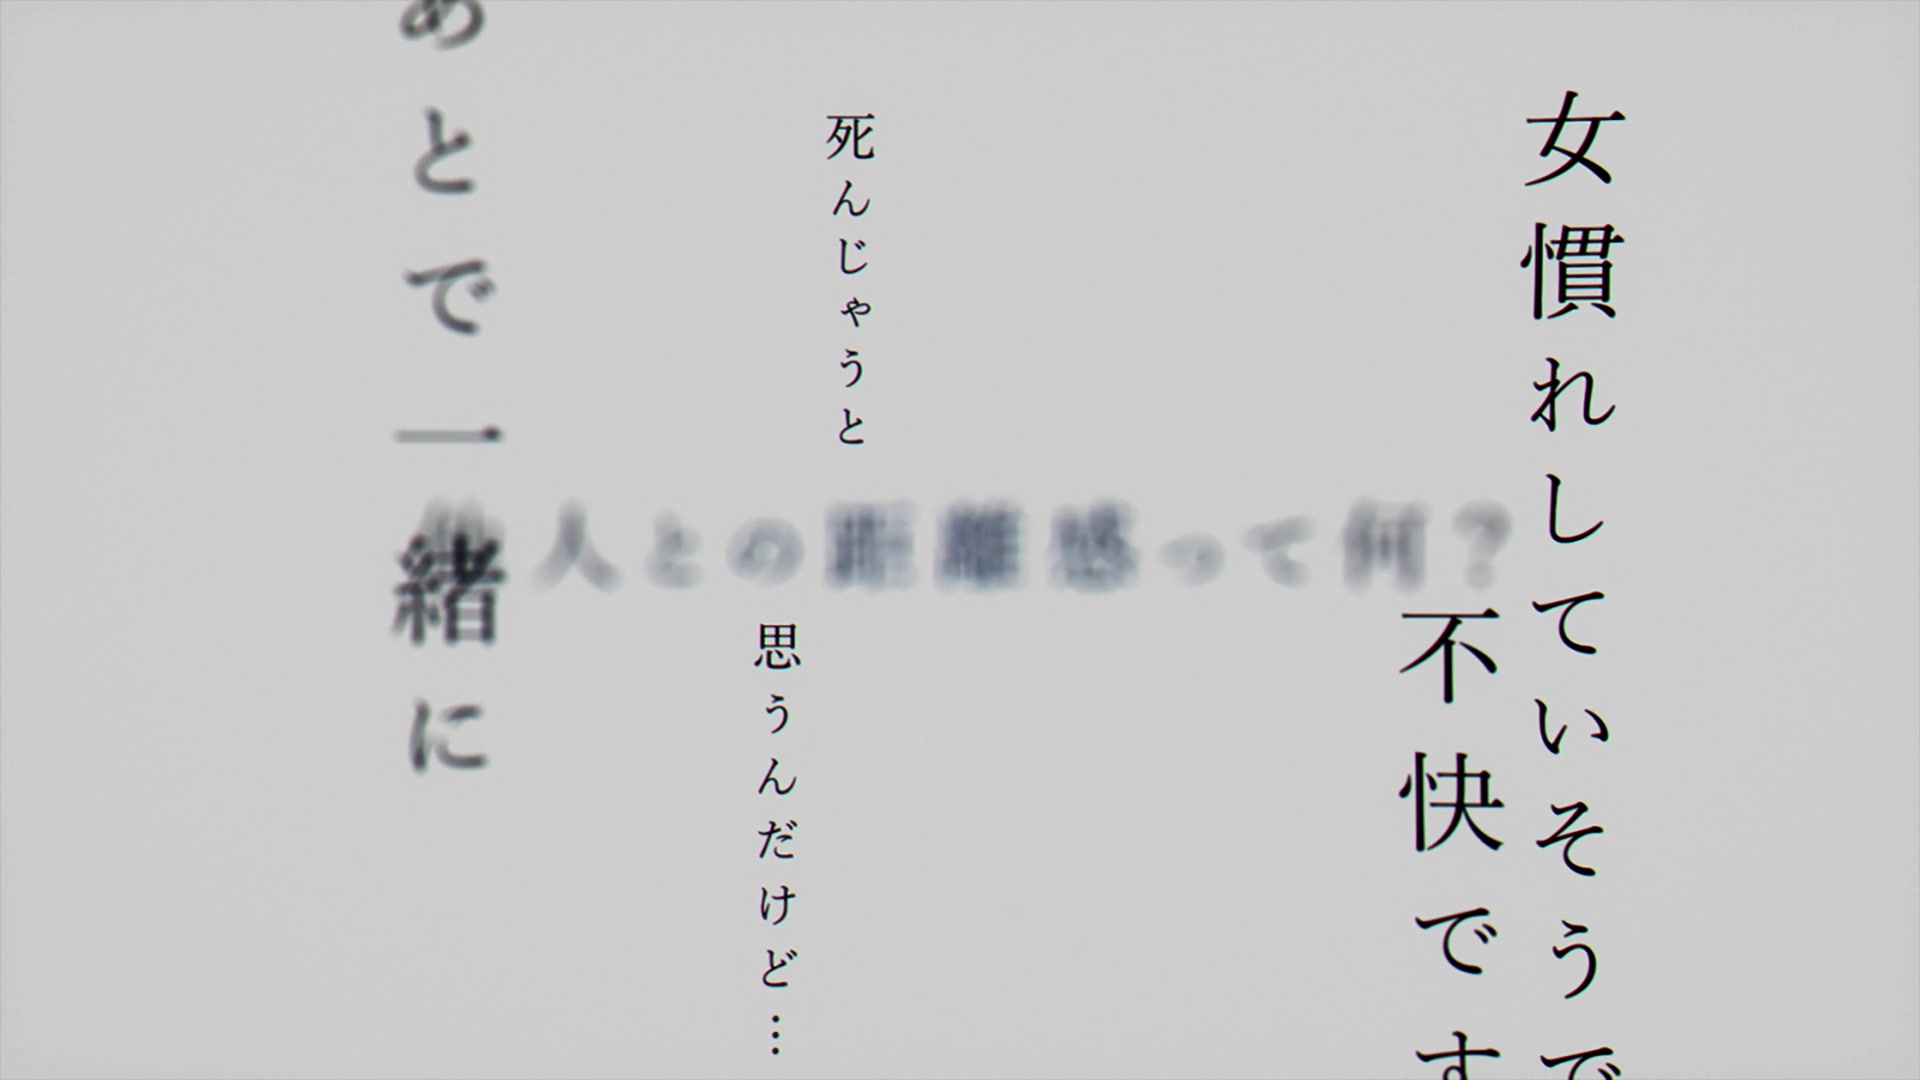 女慣れしていそうで
不快です
死んじゃうと
思うんだけど…
人との距離感って何？
あとで一緒に